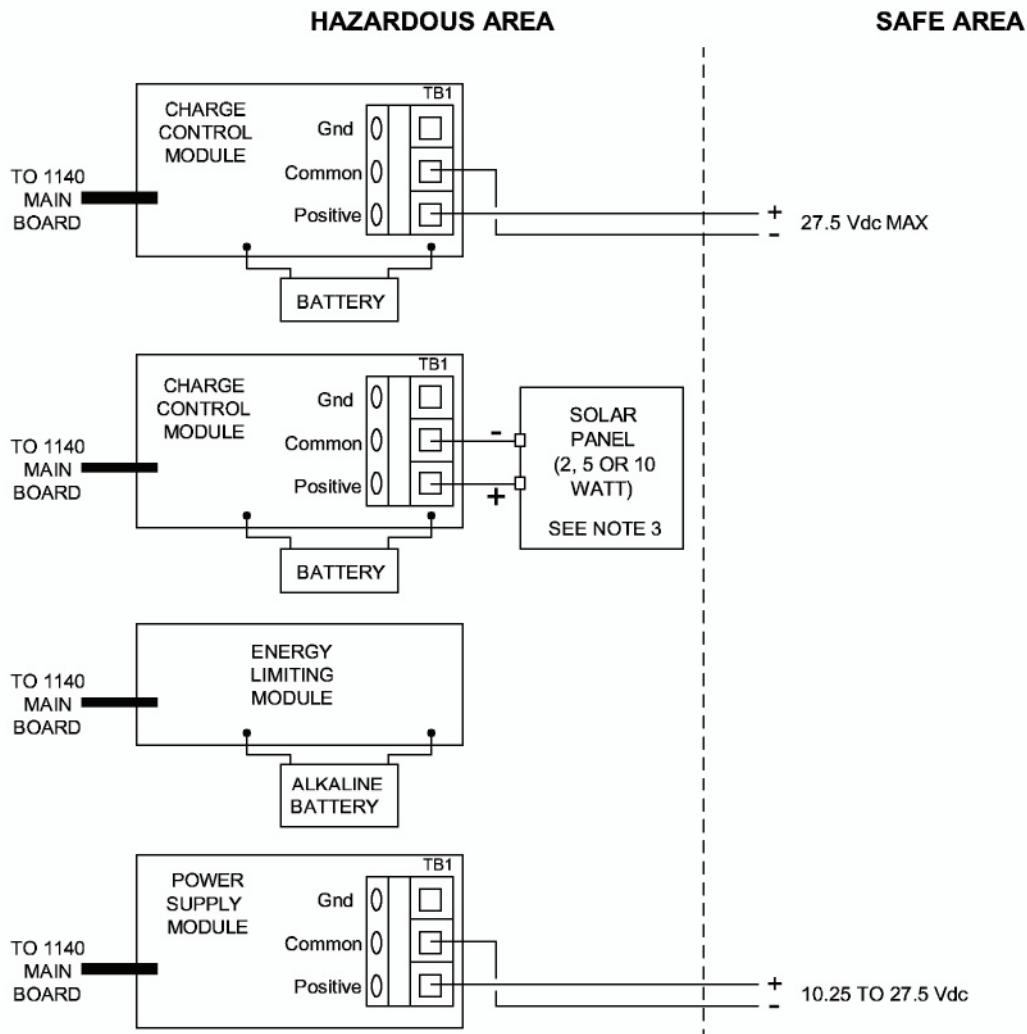 HAZARDOUS AREA
SAFE AREA
TB1
CHARGE
CONTROL
MODULE
Gnd
Common
Positive
TO 1140
MAIN
BOARD
+
-
27.5 Vdc MAX
BATTERY
TB1
CHARGE
CONTROL
MODULE
Gnd
Common
Positive
TO 1140
MAIN
BOARD
-
+
SOLAR
PANEL
(2, 5 OR 10
WATT)
SEE NOTE 3
BATTERY
ENERGY
LIMITING
MODULE
TO 1140
MAIN
BOARD
ALKALINE
BATTERY
TB1
POWER
SUPPLY
MODULE
Gnd
Common
Positive
TO 1140
MAIN
BOARD
+
-
10.25 TO 27.5 Vdc